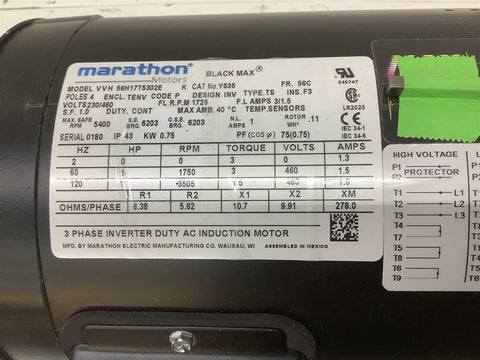 marathon®
Motors
BLACK MAX®
MODEL VVH 56H17T5302E K CAT No. Y535 FR. 56C
POLES 4 ENCL. TENV CODE P DESIGN INV TYPE.TS INS.F3
VOLTS 230/460 FL R.P.M 1725 F.L AMPS 3/1.5
S.F. 1.0 DUTY. CONT MAX AMB. 40 °C TEMP.SENSORS
MAX. SAFE RPM 5400 S.E. BRG. 6203 O.S.E BRG. 6203 N.L. AMPS 1 ROTOR WK² .11
SERIAL 0180 IP 43 KW 0.75 PF (COS φ) 75(0.75)
E49747
LR2025
IEC 34-1
IEC 34-5
HZ HP RPM TORQUE VOLTS AMPS
2 0 0 3 0 1.3
60 1 1750 3 460 1.5
120 1 3505 1.5 460 1.5
R1 R2 X1 X2 XM
OHMS/PHASE 8.38 5.62 10.7 9.91 278.0
3 PHASE INVERTER DUTY AC INDUCTION MOTOR
MFD. BY MARATHON ELECTRIC MANUFACTURING CO. WAUSAU, WI ASSEMBLED IN MEXICO
HIGH VOLTAGE
P1
PROTECTOR
P2
T1 L1
T2 L2
T3 L3
T4
T7
T5
T8
T6
T9